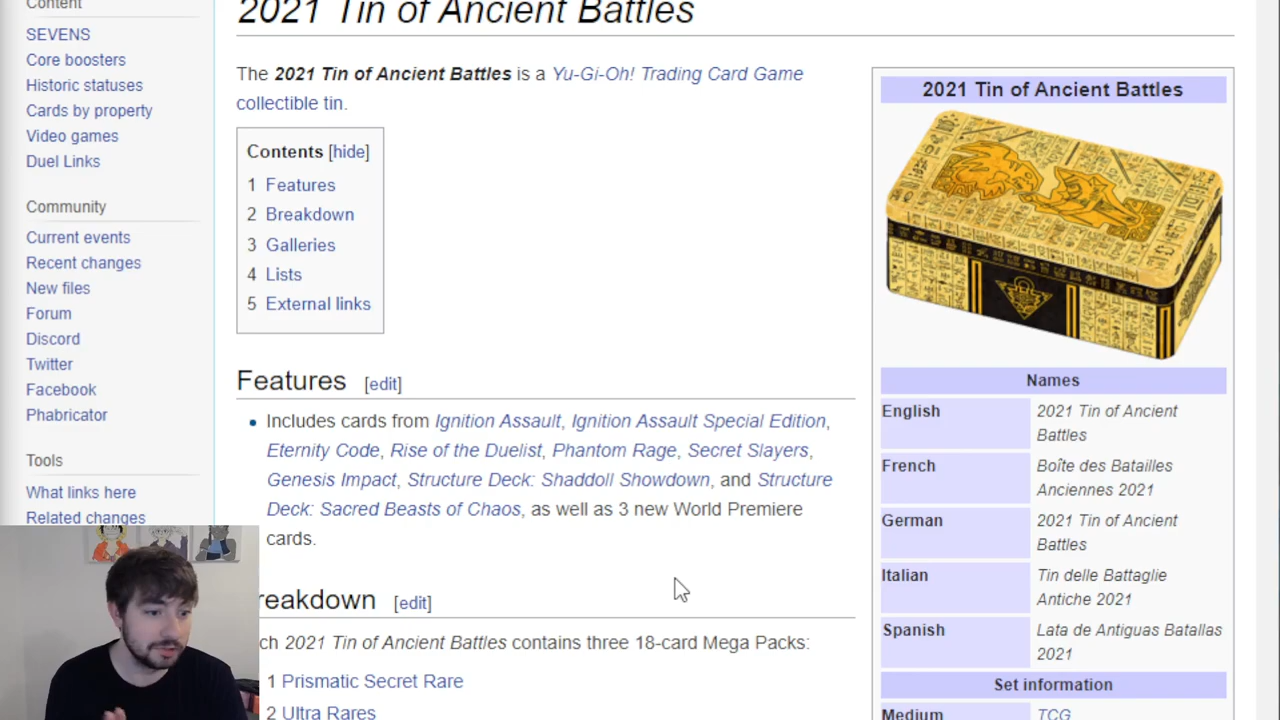 Content
SEVENS
Core boosters
Historic statuses
Cards by property
Video games
Duel Links
Community
Current events
Recent changes
New files
Forum
Discord
Twitter
Facebook
Phabricator
Tools
What links here
Related changes
2021 Tin of Ancient Battles
The 2021 Tin of Ancient Battles is a Yu-Gi-Oh! Trading Card Game
collectible tin.
Contents [hide]
1 Features
2 Breakdown
3 Galleries
4 Lists
5 External links
Features [edit]
Includes cards from Ignition Assault, Ignition Assault Special Edition,
Eternity Code, Rise of the Duelist, Phantom Rage, Secret Slayers,
Genesis Impact, Structure Deck: Shaddoll Showdown, and Structure
Deck: Sacred Beasts of Chaos, as well as 3 new World Premiere
cards.
reakdown [edit]
ch 2021 Tin of Ancient Battles contains three 18-card Mega Packs:
1 Prismatic Secret Rare
2 Ultra Rares
2021 Tin of Ancient Battles
Names
English 2021 Tin of Ancient
Battles
French Boîte des Batailles
Anciennes 2021
German 2021 Tin of Ancient
Battles
Italian Tin delle Battaglie
Antiche 2021
Spanish Lata de Antiguas Batallas
2021
Set information
Medium TCG